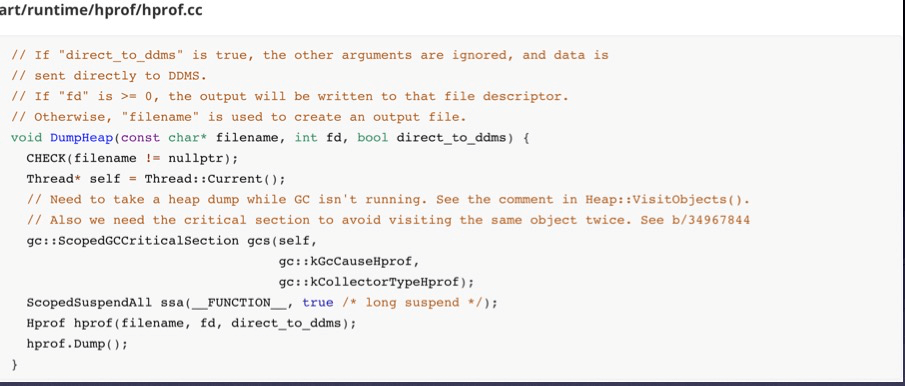 art/runtime/hprof/hprof.cc
// If "direct_to_ddms" is true, the other arguments are ignored, and data is
// sent directly to DDMS.
// If "fd" is >= 0, the output will be written to that file descriptor.
// Otherwise, "filename" is used to create an output file.
void DumpHeap(const char* filename, int fd, bool direct_to_ddms) {
  CHECK(filename != nullptr);
  Thread* self = Thread::Current();
  // Need to take a heap dump while GC isn't running. See the comment in Heap::VisitObjects().
  // Also we need the critical section to avoid visiting the same object twice. See b/34967844
  gc::ScopedGCCriticalSection gcs(self,
                                  gc::kGcCauseHprof,
                                  gc::kCollectorTypeHprof);
  ScopedSuspendAll ssa(__FUNCTION__, true /* long suspend */);
  Hprof hprof(filename, fd, direct_to_ddms);
  hprof.Dump();
}